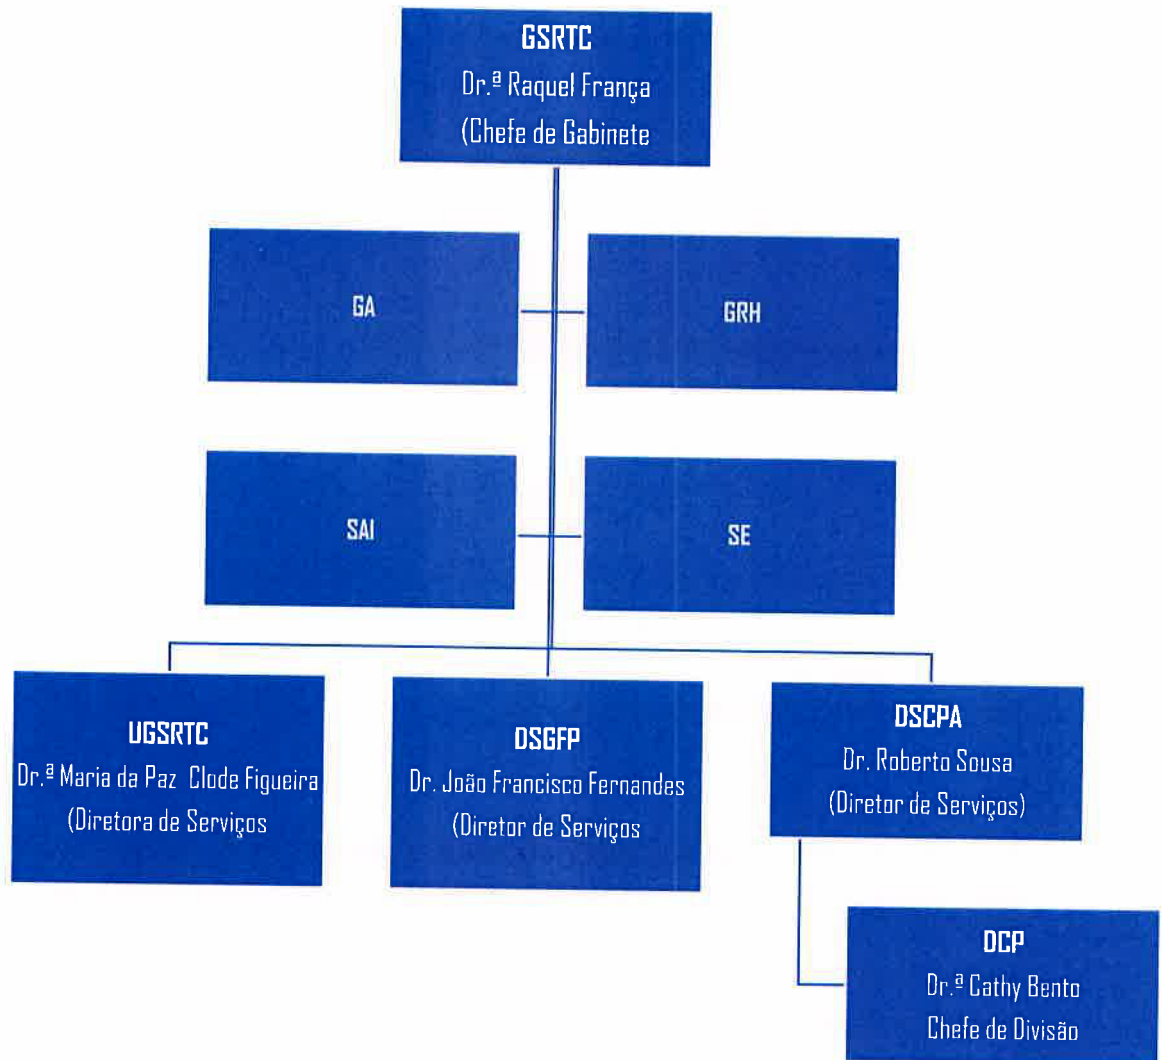 GSRTC
Dr.ª Raquel França
(Chefe de Gabinete
GA
GRH
SAI
SE
UGSRTC
Dr.ª Maria da Paz Clode Figueira
(Diretora de Serviços
DSGFP
Dr. João Francisco Fernandes
(Diretor de Serviços
DSCPA
Dr. Roberto Sousa
(Diretor de Serviços)
DCP
Dr.ª Cathy Bento
Chefe de Divisão